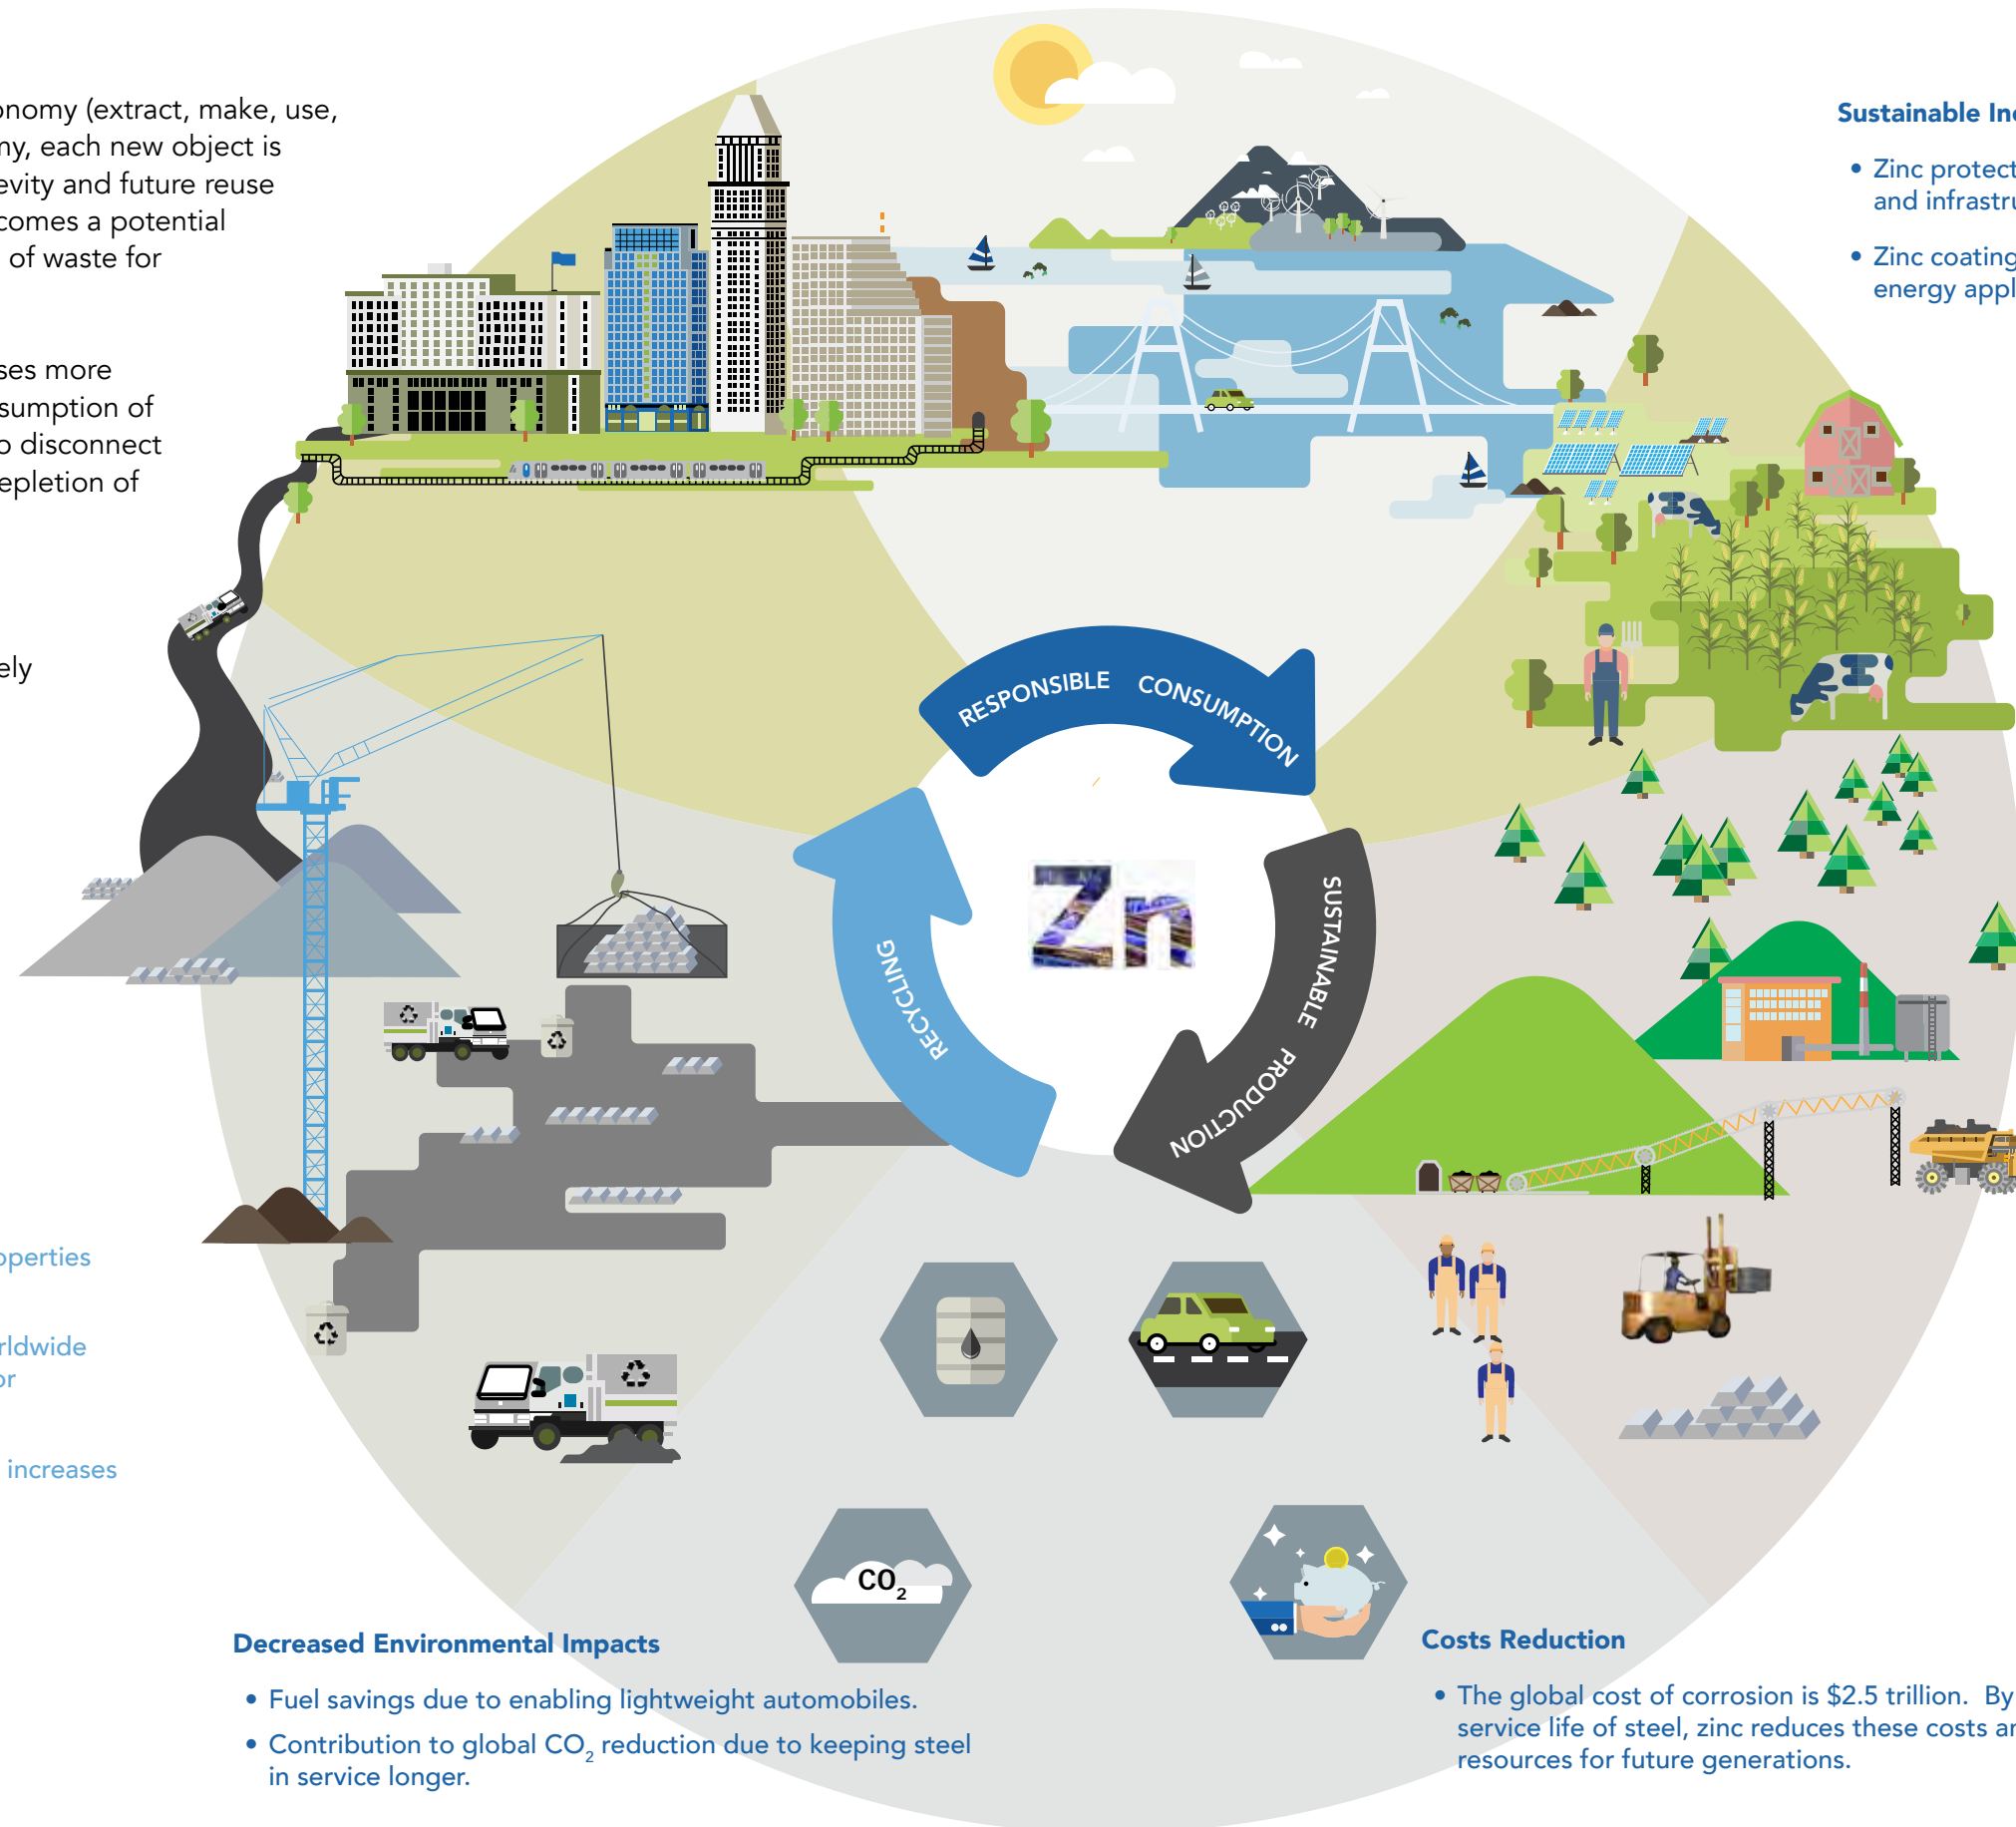 onomy (extract, make, use,
my, each new object is
evity and future reuse
comes a potential
of waste for
ses more
sumption of
o disconnect
epletion of
ely
operties
rldwide
or
increases
Sustainable In
• Zinc protect
and infrastru
• Zinc coating
energy appl
RESPONSIBLE CONSUMPTION
SUSTAINABLE PRODUCTION
RECYCLING
Zn
CO₂
Decreased Environmental Impacts
• Fuel savings due to enabling lightweight automobiles.
• Contribution to global CO₂ reduction due to keeping steel
in service longer.
Costs Reduction
• The global cost of corrosion is $2.5 trillion. By
service life of steel, zinc reduces these costs an
resources for future generations.